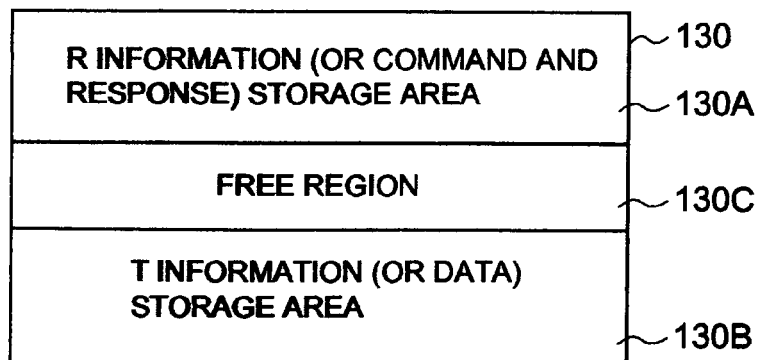 R INFORMATION (OR COMMAND AND
RESPONSE) STORAGE AREA
130
130A
FREE REGION
130C
T INFORMATION (OR DATA)
STORAGE AREA
130B